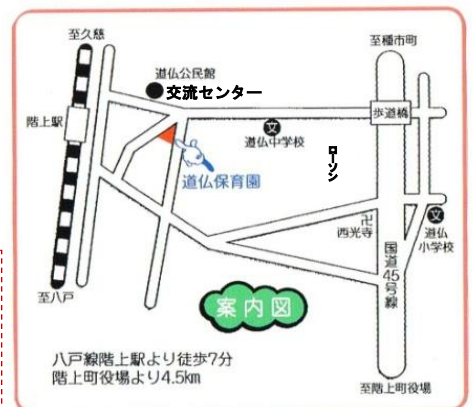 至久慈
至種市町
道仏公民館
交流センター
階上駅
歩道橋
文
道仏中学校
ローソン
道仏保育園
卍
西光寺
文
道仏
小学校
国道45号線
至八戸
案内図
八戸線階上駅より徒歩7分
階上町役場より4.5km
至階上町役場